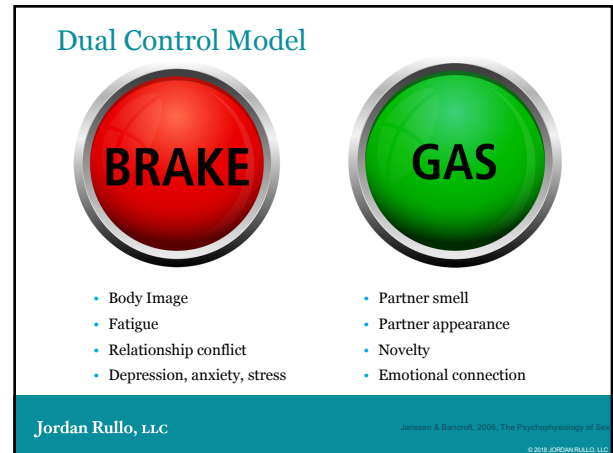 Dual Control Model
BRAKE
GAS
• Body Image
• Fatigue
• Relationship conflict
• Depression, anxiety, stress
• Partner smell
• Partner appearance
• Novelty
• Emotional connection
Jordan Rullo, LLC
Janssen & Bancroft, 2006, The Psychophysiology of Sex
© 2018 JORDAN RULLO, LLC